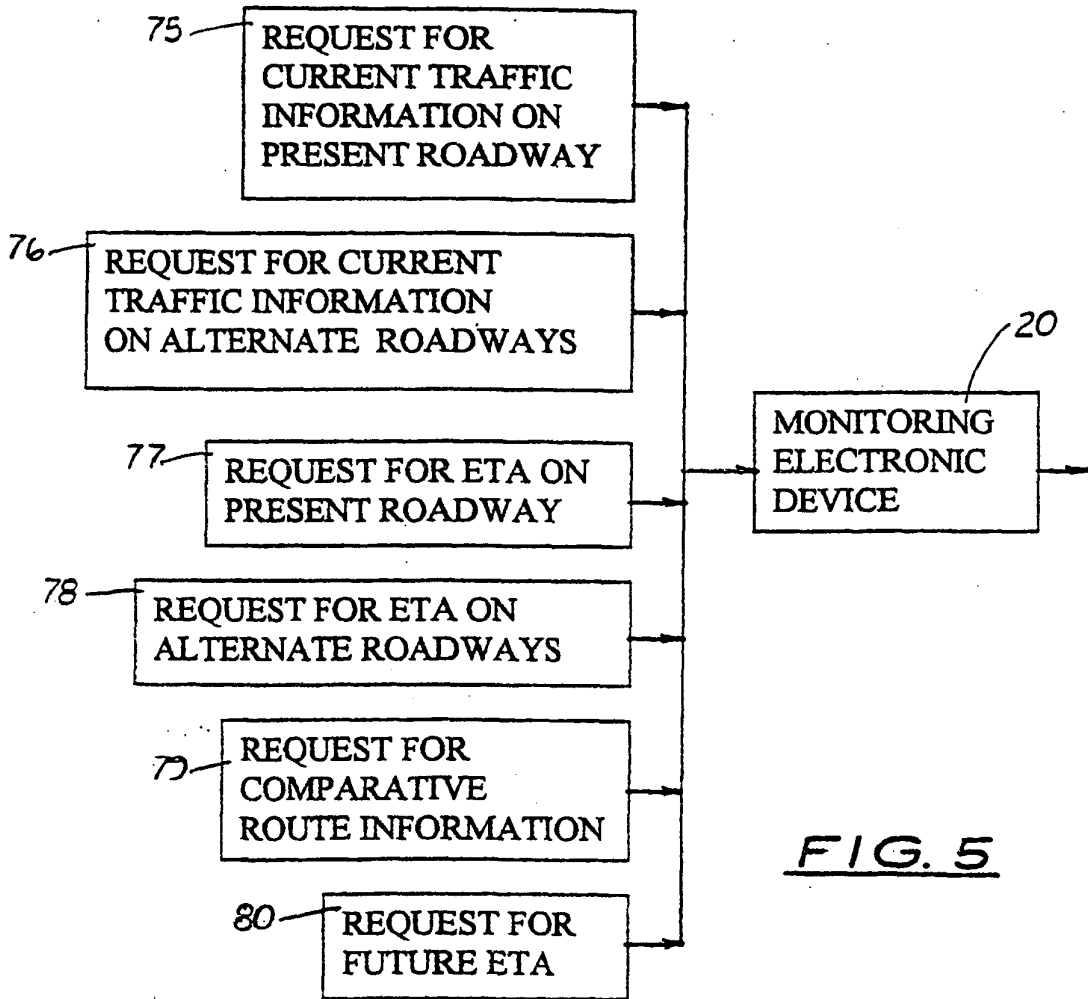 75
REQUEST FOR
CURRENT TRAFFIC
INFORMATION ON
PRESENT ROADWAY
76
REQUEST FOR CURRENT
TRAFFIC INFORMATION
ON ALTERNATE ROADWAYS
20
MONITORING
ELECTRONIC
DEVICE
77
REQUEST FOR ETA ON
PRESENT ROADWAY
78
REQUEST FOR ETA ON
ALTERNATE ROADWAYS
79
REQUEST FOR
COMPARATIVE
ROUTE INFORMATION
80
REQUEST FOR
FUTURE ETA
FIG. 5